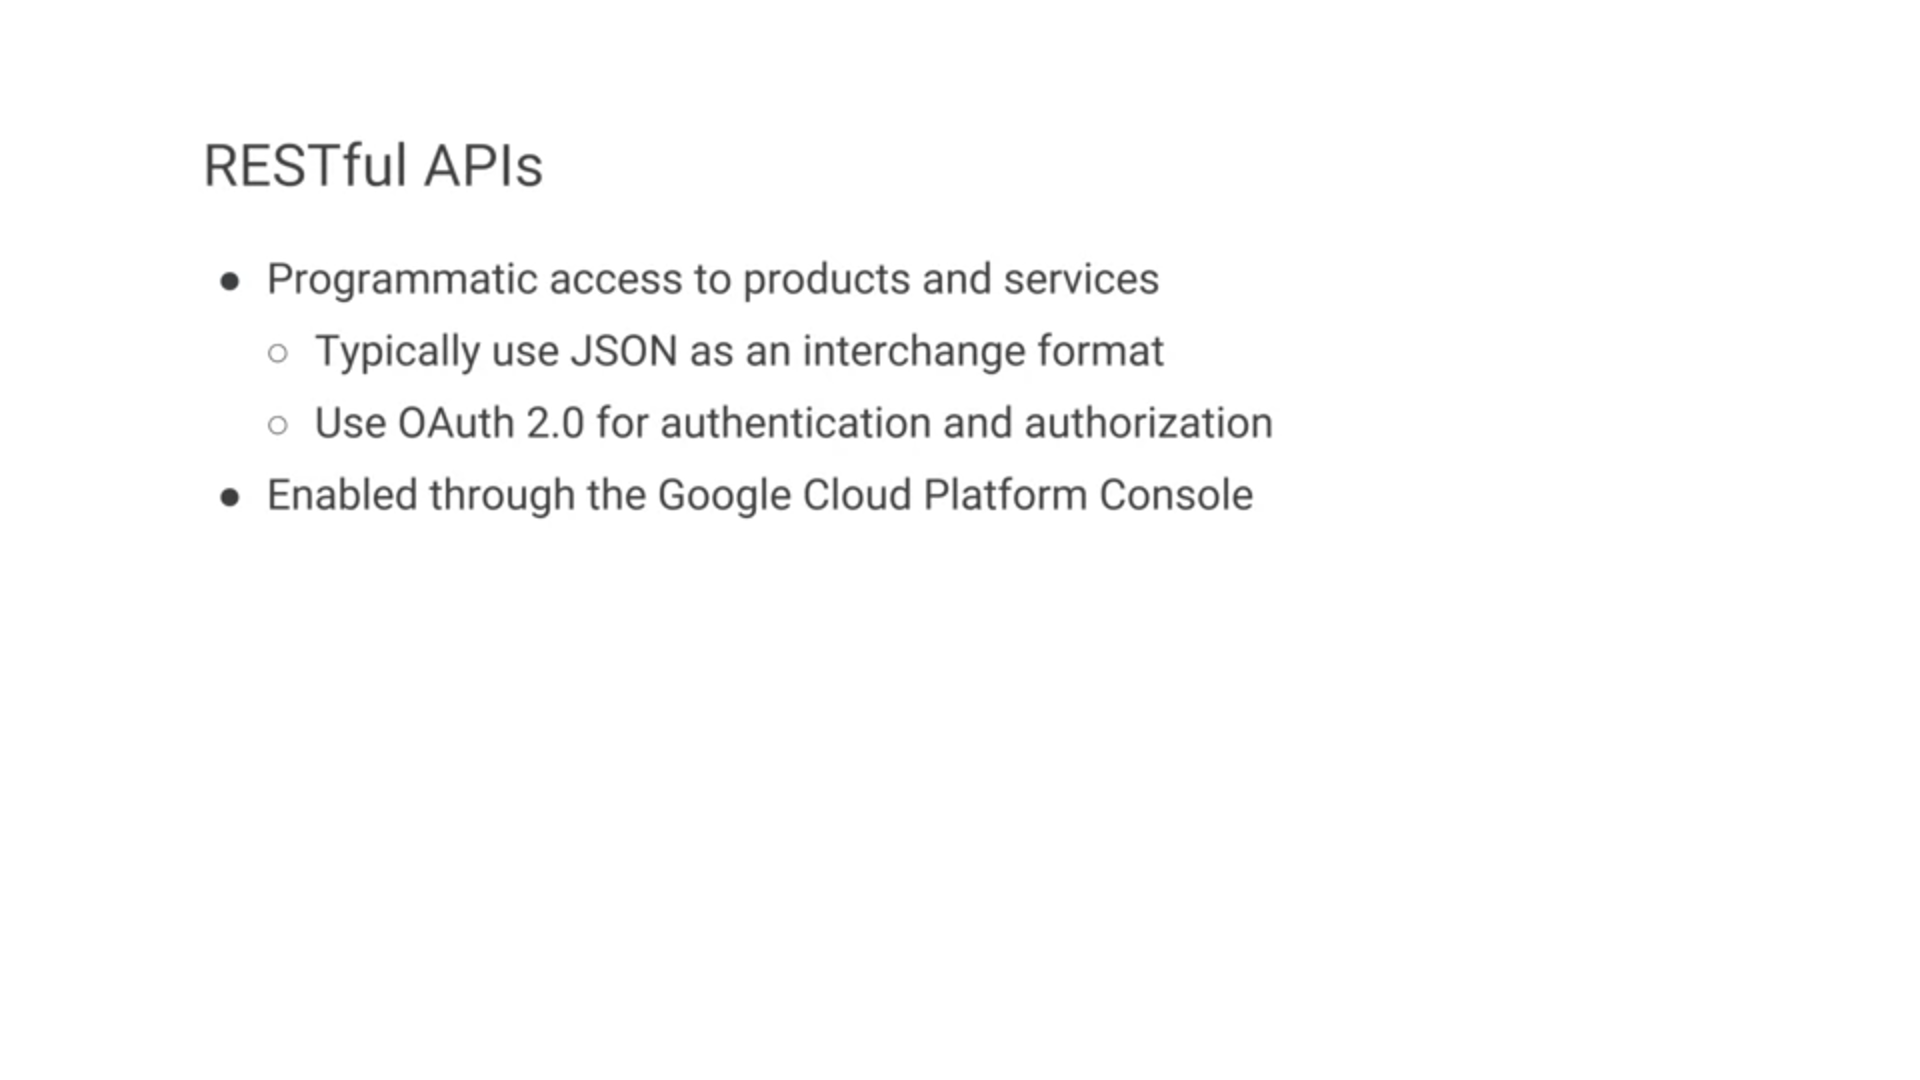 RESTful APIs
● Programmatic access to products and services
○ Typically use JSON as an interchange format
○ Use OAuth 2.0 for authentication and authorization
● Enabled through the Google Cloud Platform Console